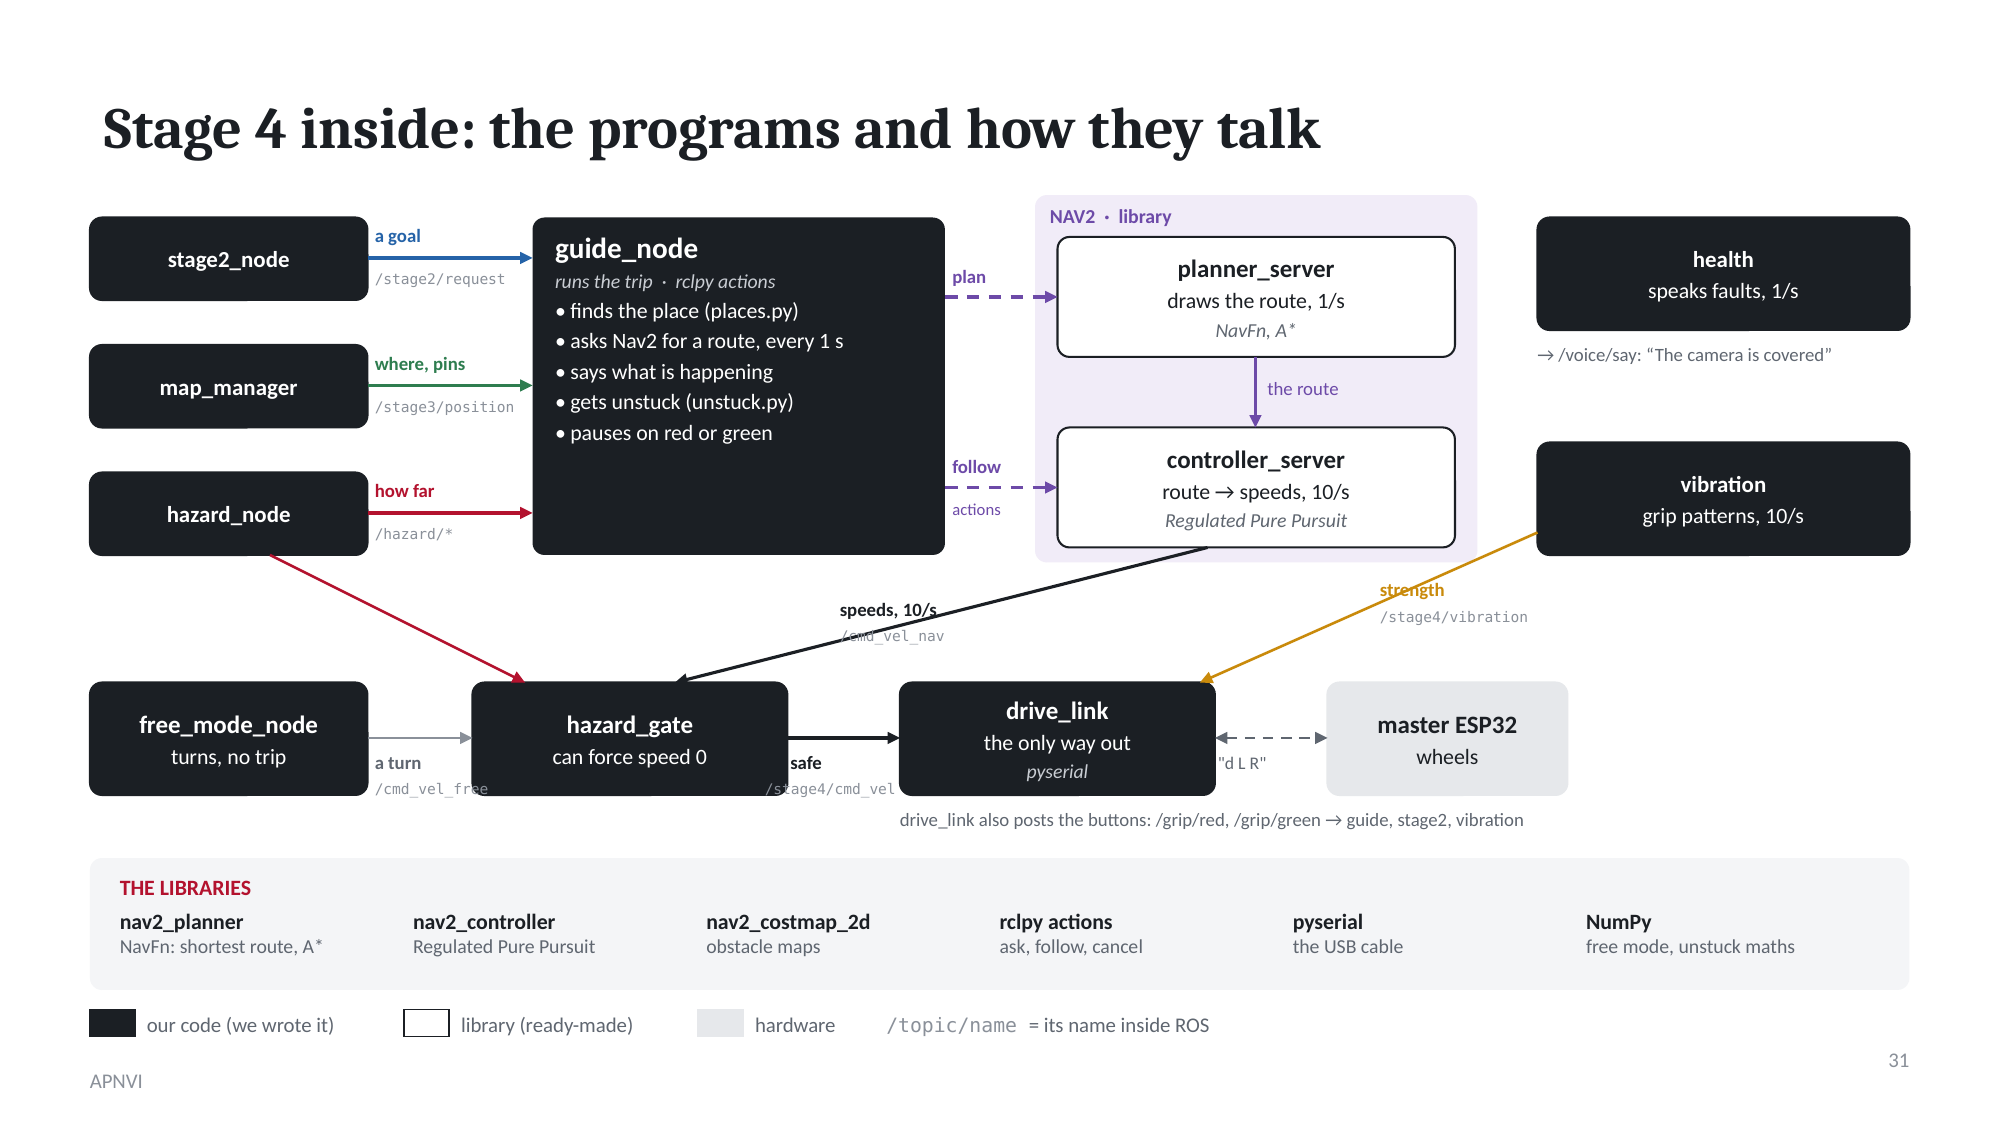 Stage 4 inside: the programs and how they talk
stage2_node
a goal
/stage2/request
map_manager
where, pins
/stage3/position
hazard_node
how far
/hazard/*
guide_node
runs the trip · rclpy actions
• finds the place (places.py)
• asks Nav2 for a route, every 1 s
• says what is happening
• gets unstuck (unstuck.py)
• pauses on red or green
plan
follow
actions
NAV2 · library
planner_server
draws the route, 1/s
NavFn, A*
the route
controller_server
route → speeds, 10/s
Regulated Pure Pursuit
health
speaks faults, 1/s
→ /voice/say: “The camera is covered”
vibration
grip patterns, 10/s
strength
/stage4/vibration
speeds, 10/s
/cmd_vel_nav
free_mode_node
turns, no trip
a turn
/cmd_vel_free
hazard_gate
can force speed 0
safe
/stage4/cmd_vel
drive_link
the only way out
pyserial
"d L R"
master ESP32
wheels
drive_link also posts the buttons: /grip/red, /grip/green → guide, stage2, vibration
THE LIBRARIES
nav2_planner
NavFn: shortest route, A*
nav2_controller
Regulated Pure Pursuit
nav2_costmap_2d
obstacle maps
rclpy actions
ask, follow, cancel
pyserial
the USB cable
NumPy
free mode, unstuck maths
our code (we wrote it)
library (ready-made)
hardware
/topic/name = its name inside ROS
31
APNVI